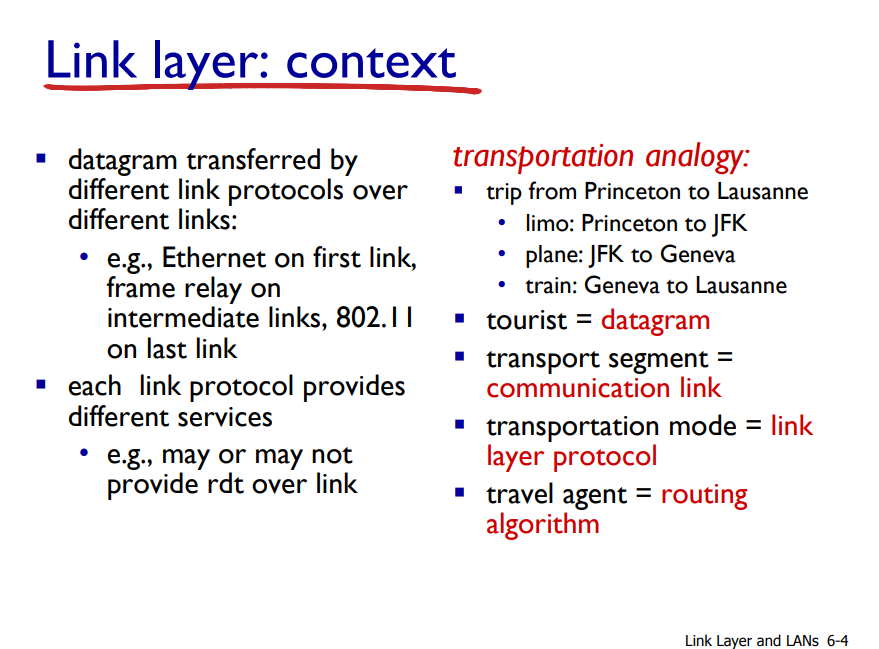 Link layer: context
▪ datagram transferred by
different link protocols over
different links:
• e.g., Ethernet on first link,
frame relay on
intermediate links, 802.11
on last link
▪ each link protocol provides
different services
• e.g., may or may not
provide rdt over link
transportation analogy:
▪ trip from Princeton to Lausanne
• limo: Princeton to JFK
• plane: JFK to Geneva
• train: Geneva to Lausanne
▪ tourist = datagram
▪ transport segment =
communication link
▪ transportation mode = link
layer protocol
▪ travel agent = routing
algorithm
Link Layer and LANs 6-4